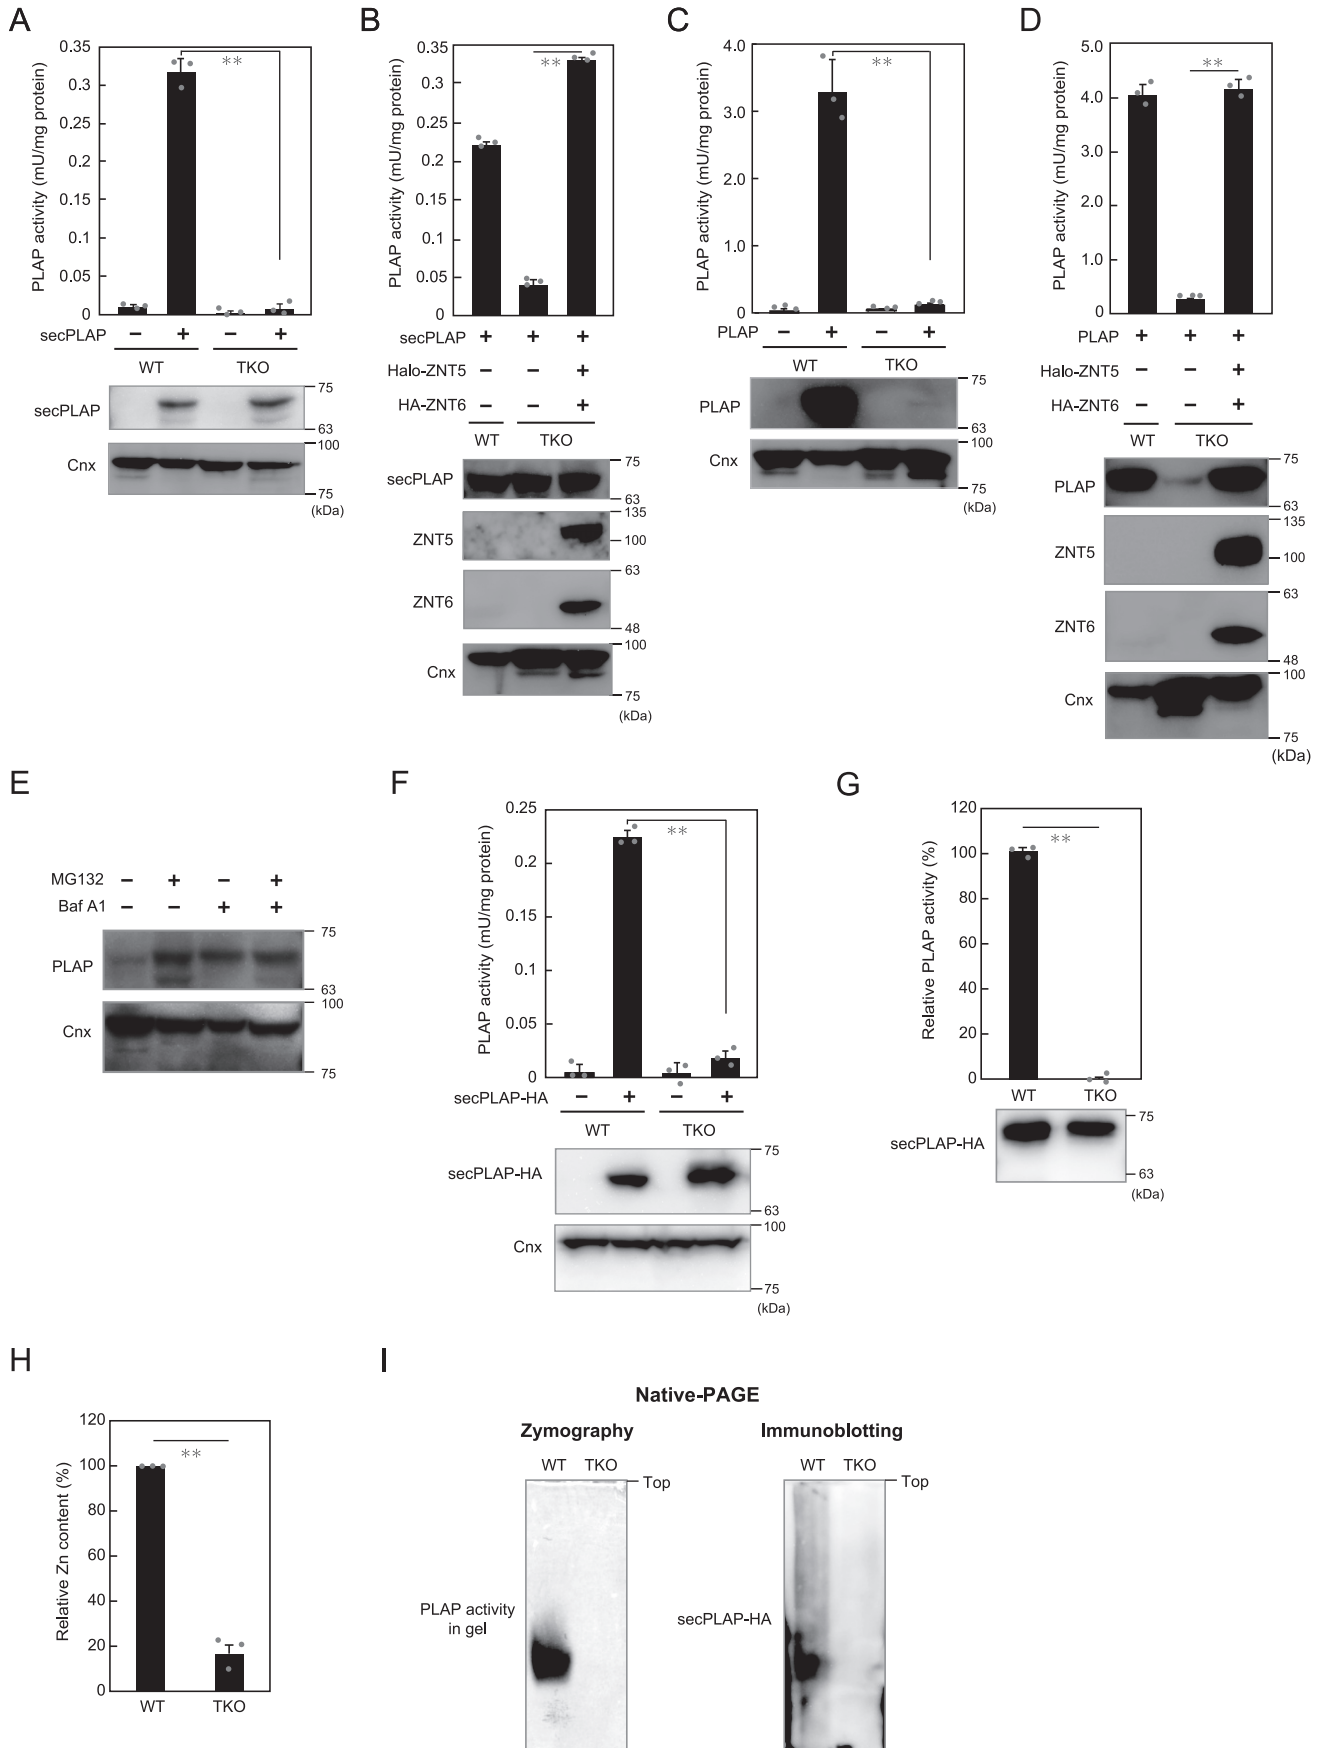 A
PLAP activity (mU/mg protein)
0.35
0.3
0.25
0.2
0.15
0.1
0.05
0
**
secPLAP − + − +
WT TKO
secPLAP
75
63
Cnx
100
75
(kDa)
B
PLAP activity (mU/mg protein)
0.35
0.3
0.25
0.2
0.15
0.1
0.05
0
**
secPLAP + + +
Halo-ZNT5 − − +
HA-ZNT6 − − +
WT TKO
secPLAP
75
63
ZNT5
135
100
ZNT6
63
48
Cnx
100
75
(kDa)
C
PLAP activity (mU/mg protein)
4.0
3.0
2.0
1.0
0
**
PLAP − + − +
WT TKO
PLAP
75
63
Cnx
100
75
(kDa)
D
PLAP activity (mU/mg protein)
5.0
4.0
3.0
2.0
1.0
0
**
PLAP + + +
Halo-ZNT5 − − +
HA-ZNT6 − − +
WT TKO
PLAP
75
63
ZNT5
135
100
ZNT6
63
48
Cnx
100
75
(kDa)
E
MG132 − + − +
Baf A1 − − + +
PLAP
75
63
Cnx
100
75
F
PLAP activity (mU/mg protein)
0.25
0.2
0.15
0.1
0.05
0
**
secPLAP-HA − + − +
WT TKO
secPLAP-HA
75
63
Cnx
100
75
(kDa)
G
Relative PLAP activity (%)
120
100
80
60
40
20
0
**
WT TKO
secPLAP-HA
75
63
(kDa)
H
Relative Zn content (%)
120
100
80
60
40
20
0
**
WT TKO
I
Native-PAGE
Zymography
WT TKO
Top
PLAP activity
in gel
Immunoblotting
WT TKO
Top
secPLAP-HA